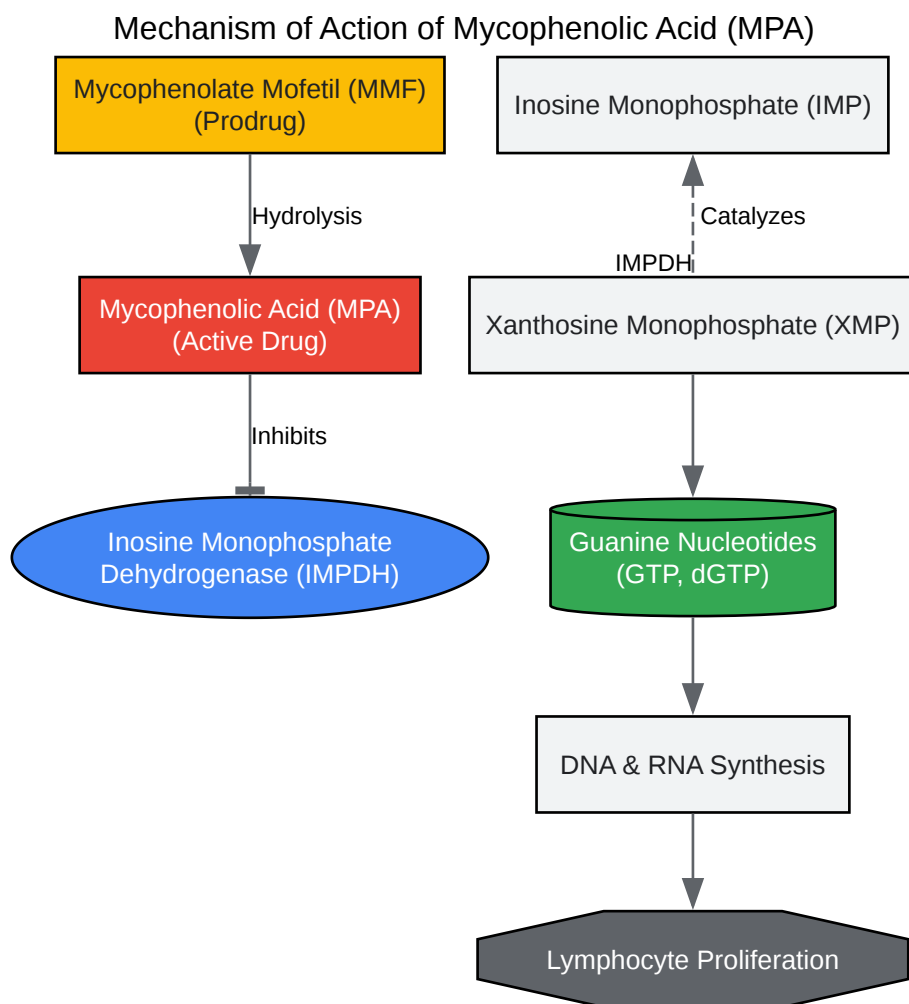 Mechanism of Action of Mycophenolic Acid (MPA)
Mycophenolate Mofetil (MMF)
(Prodrug)
Hydrolysis
Mycophenolic Acid (MPA)
(Active Drug)
Inhibits
Inosine Monophosphate
Dehydrogenase (IMPDH)
Inosine Monophosphate (IMP)
Catalyzes
IMPDH
Xanthosine Monophosphate (XMP)
Guanine Nucleotides
(GTP, dGTP)
DNA & RNA Synthesis
Lymphocyte Proliferation